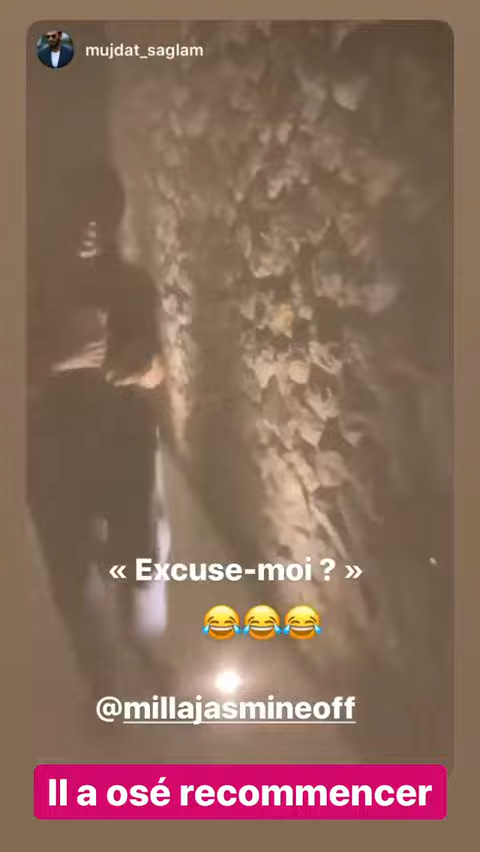 mujdat_saglam
« Excuse-moi ? »
😂😂😂
@millajasmineoff
Il a osé recommencer